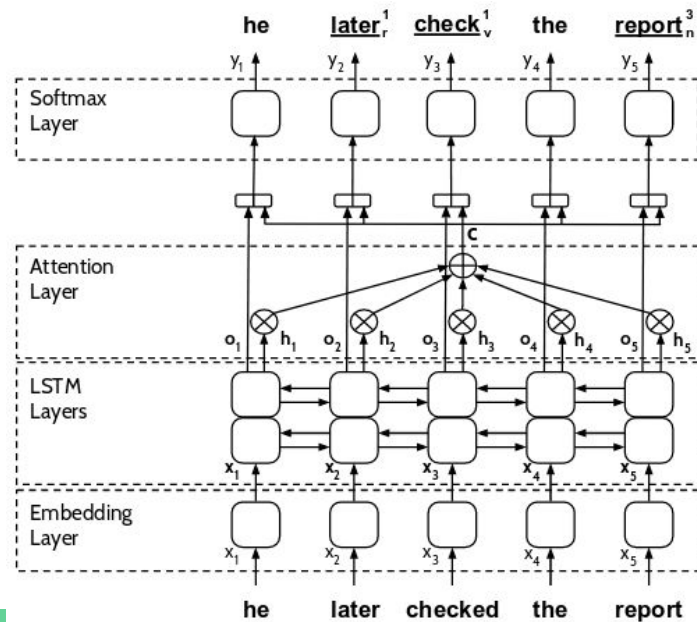 he later¹ᵣ check¹ᵥ the report³ₙ
y₁ y₂ y₃ y₄ y₅
Softmax
Layer
c
Attention
Layer
o₁ h₁ o₂ h₂ o₃ h₃ o₄ h₄ o₅ h₅
LSTM
Layers
x₁ x₂ x₃ x₄ x₅
Embedding
Layer
x₁ x₂ x₃ x₄ x₅
he later checked the report